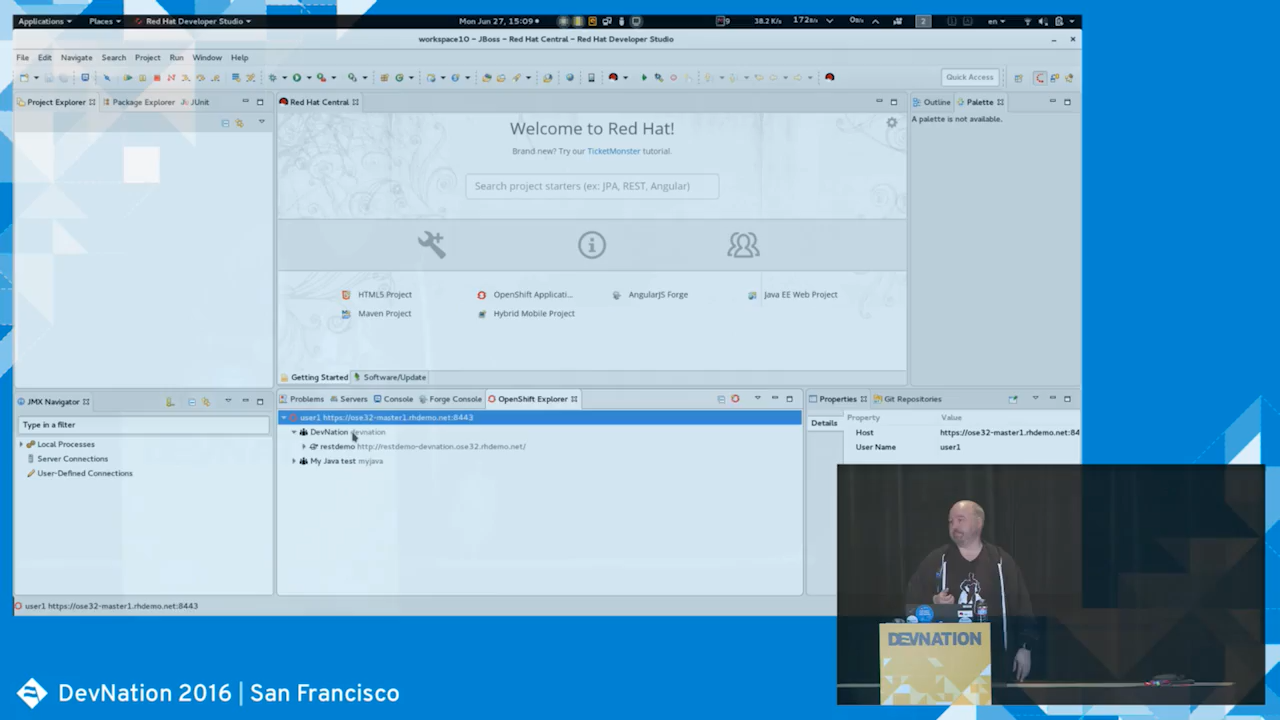 Applications Places Red Hat Developer Studio Mon Jun 27, 15:09 9 38.2 K/s 172B/s 0B/s 2 en
workspace10 – JBoss – Red Hat Central – Red Hat Developer Studio
File Edit Navigate Search Project Run Window Help
Quick Access
Project Explorer Package Explorer JUnit
Red Hat Central
Outline Palette
A palette is not available.
Welcome to Red Hat!
Brand new? Try our TicketMonster tutorial.
Search project starters (ex: JPA, REST, Angular)
HTML5 Project OpenShift Applicati... AngularJS Forge Java EE Web Project
Maven Project Hybrid Mobile Project
Getting Started Software/Update
JMX Navigator
Type in a filter
Local Processes
Server Connections
User-Defined Connections
Problems Servers Console Forge Console OpenShift Explorer
user1 https://ose32-master1.rhdemo.net:8443
DevNation devnation
restdemo http://restdemo-devnation.ose32.rhdemo.net/
My Java test myjava
Properties Git Repositories
Details
Property Value
Host https://ose32-master1.rhdemo.net:84
User Name user1
user1 https://ose32-master1.rhdemo.net:8443
DEVNATION
DevNation 2016 | San Francisco